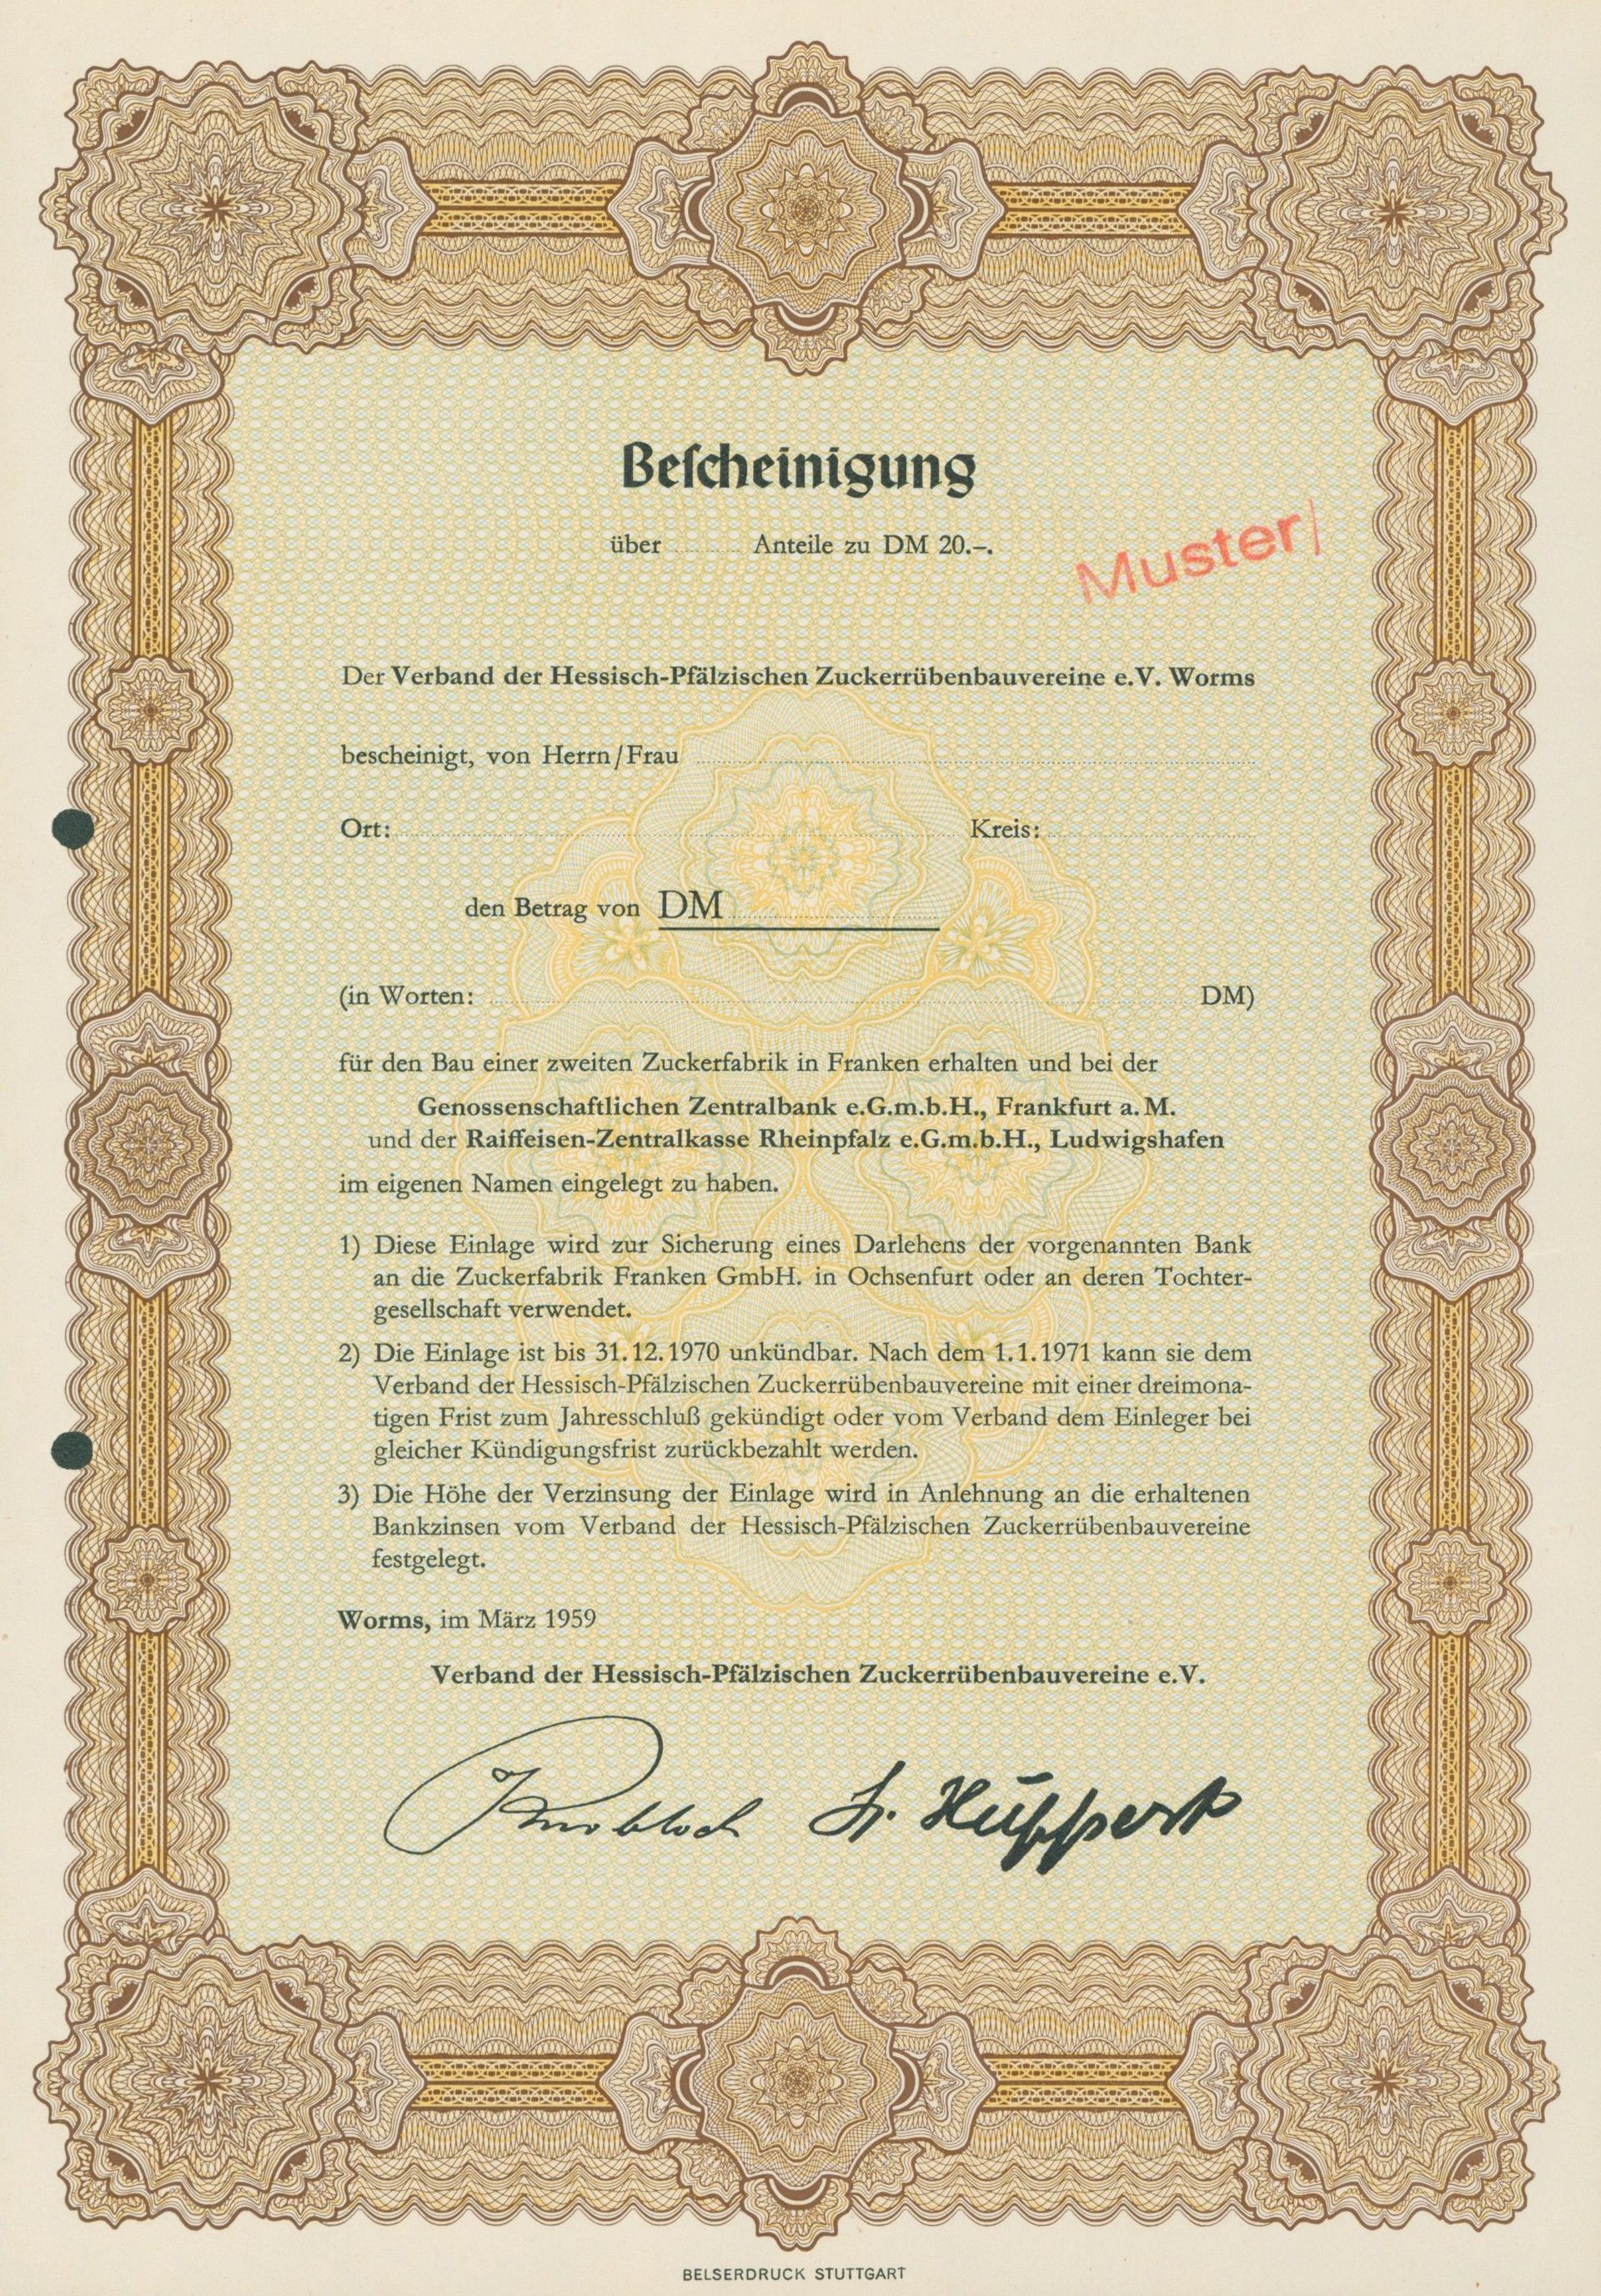 Bescheinigung
über ........ Anteile zu DM 20.–.
Muster
Der Verband der Hessisch-Pfälzischen Zuckerrübenbauvereine e.V. Worms
bescheinigt, von Herrn/Frau
Ort: Kreis:
den Betrag von DM
(in Worten: DM)
für den Bau einer zweiten Zuckerfabrik in Franken erhalten und bei der
Genossenschaftlichen Zentralbank e.G.m.b.H., Frankfurt a.M.
und der Raiffeisen-Zentralkasse Rheinpfalz e.G.m.b.H., Ludwigshafen
im eigenen Namen eingelegt zu haben.
1) Diese Einlage wird zur Sicherung eines Darlehens der vorgenannten Bank
an die Zuckerfabrik Franken GmbH. in Ochsenfurt oder an deren Tochter-
gesellschaft verwendet.
2) Die Einlage ist bis 31.12.1970 unkündbar. Nach dem 1.1.1971 kann sie dem
Verband der Hessisch-Pfälzischen Zuckerrübenbauvereine mit einer dreimona-
tigen Frist zum Jahresschluß gekündigt oder vom Verband dem Einleger bei
gleicher Kündigungsfrist zurückbezahlt werden.
3) Die Höhe der Verzinsung der Einlage wird in Anlehnung an die erhaltenen
Bankzinsen vom Verband der Hessisch-Pfälzischen Zuckerrübenbauvereine
festgelegt.
Worms, im März 1959
Verband der Hessisch-Pfälzischen Zuckerrübenbauvereine e.V.
Knobloch
BELSERDRUCK STUTTGART